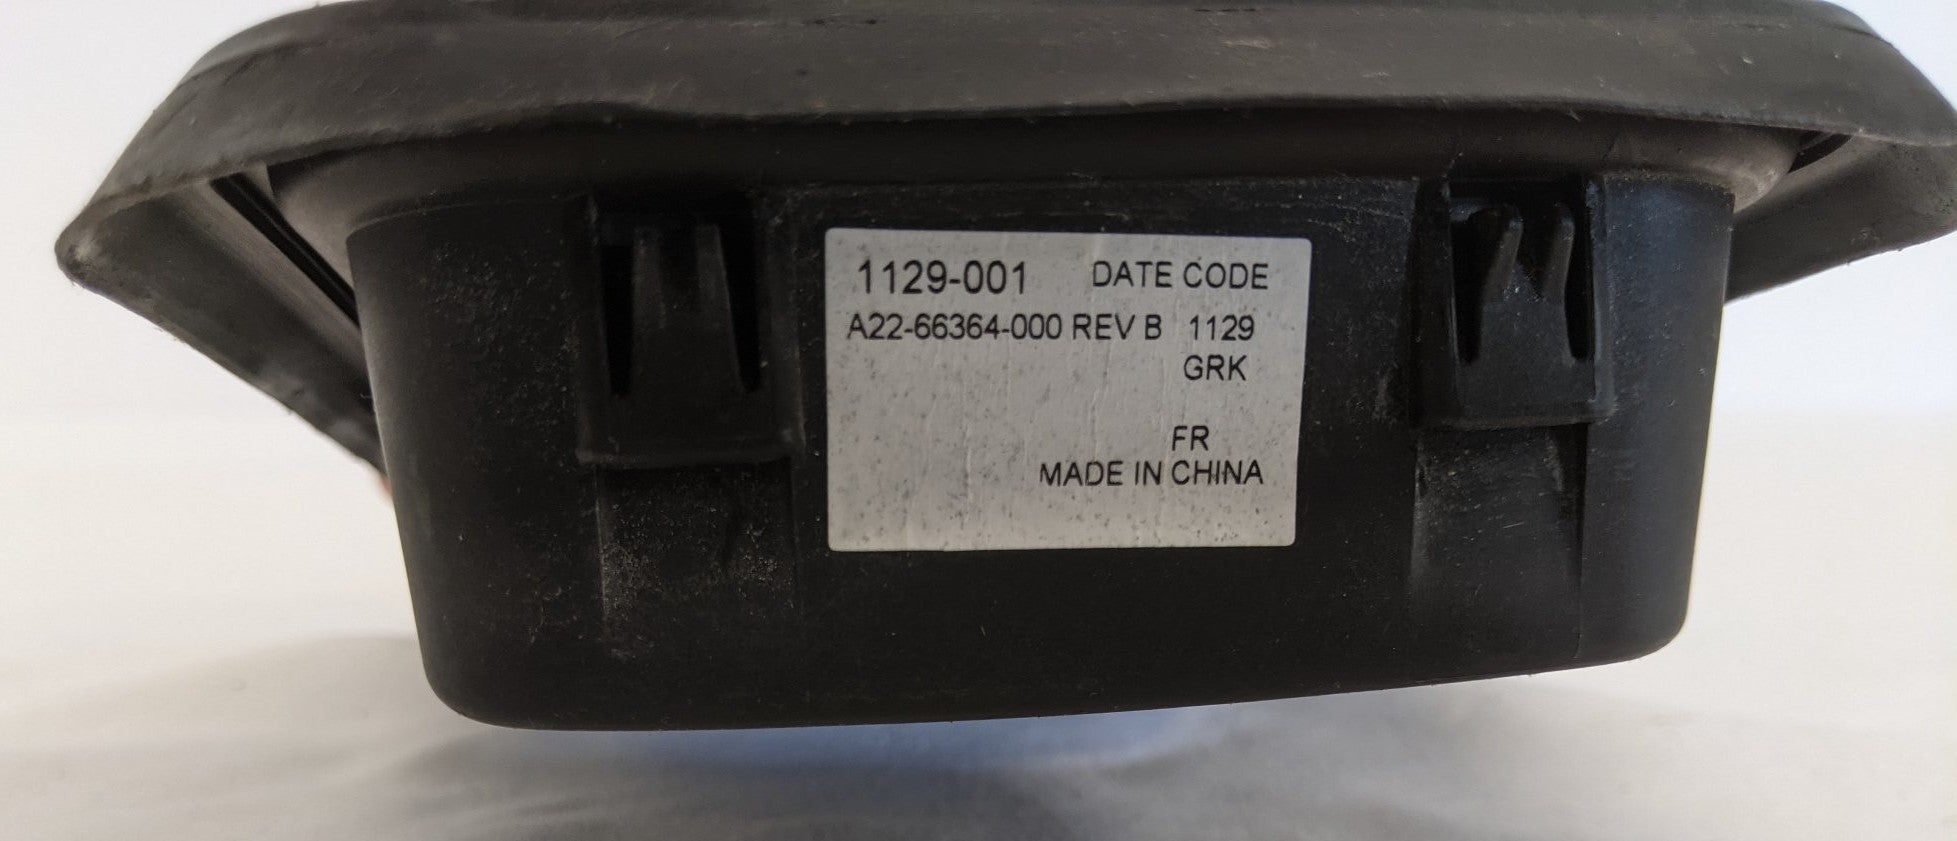 1129-001 DATE CODE
A22-66364-000 REV B 1129
GRK
FR
MADE IN CHINA